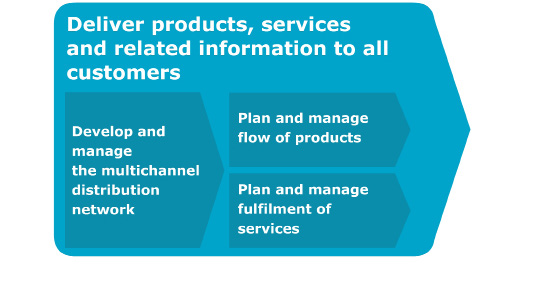 Deliver products, services
and related information to all
customers
Develop and
manage
the multichannel
distribution
network
Plan and manage
flow of products
Plan and manage
fulfilment of
services